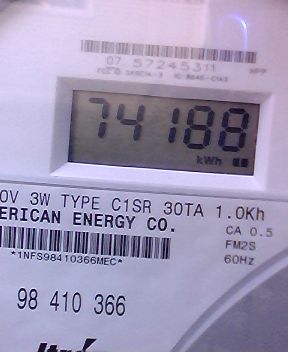 07 57245311
74188
kWh
0V 3W TYPE C1SR 30TA 1.0Kh
ERICAN ENERGY CO.
CA 0.5
FM2S
*1NFS98410366MEC*
60Hz
98 410 366